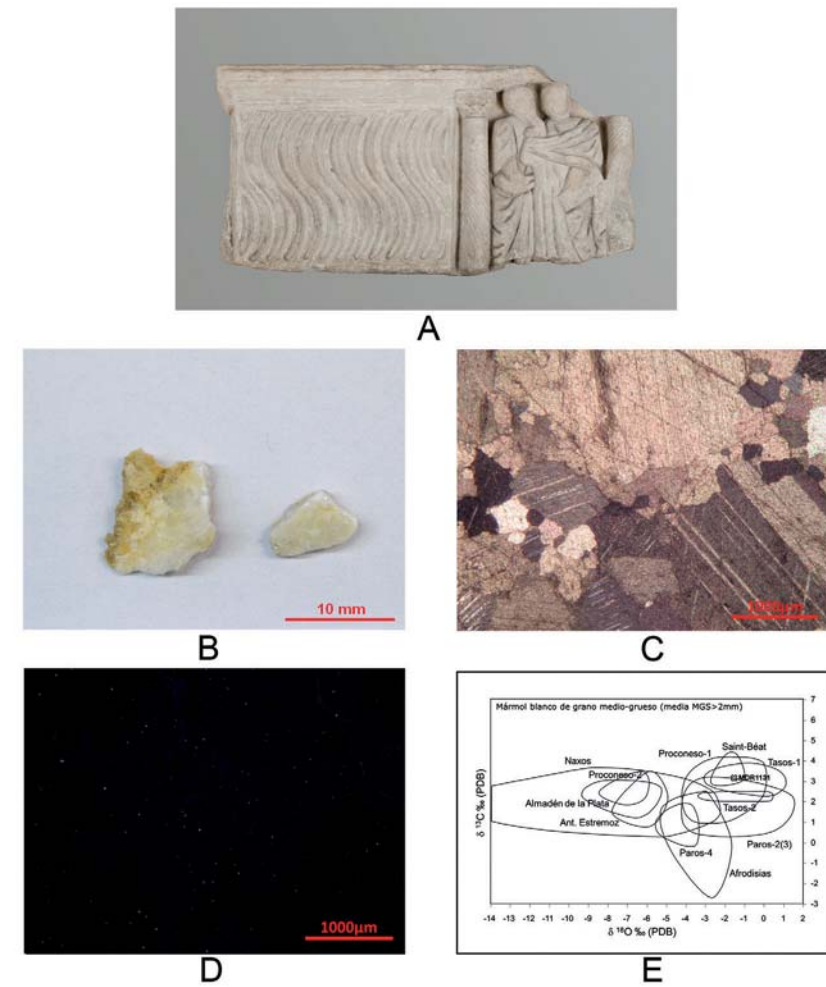 A
10 mm
B
1000µm
C
1000µm
D
Mármol blanco de grano medio-grueso (media MGS>2mm)
Saint-Béat
Proconeso-1
Naxos
Tasos-1
Proconeso-2
MDR1131
Almadén de la Plata
Tasos-2
Ant. Estremoz
Paros-2(3)
Paros-4
Afrodisias
7
6
5
4
3
2
1
0
-1
-2
-3
δ ¹³C ‰ (PDB)
-14 -13 -12 -11 -10 -9 -8 -7 -6 -5 -4 -3 -2 -1 0 1 2
δ ¹⁸O ‰ (PDB)
E